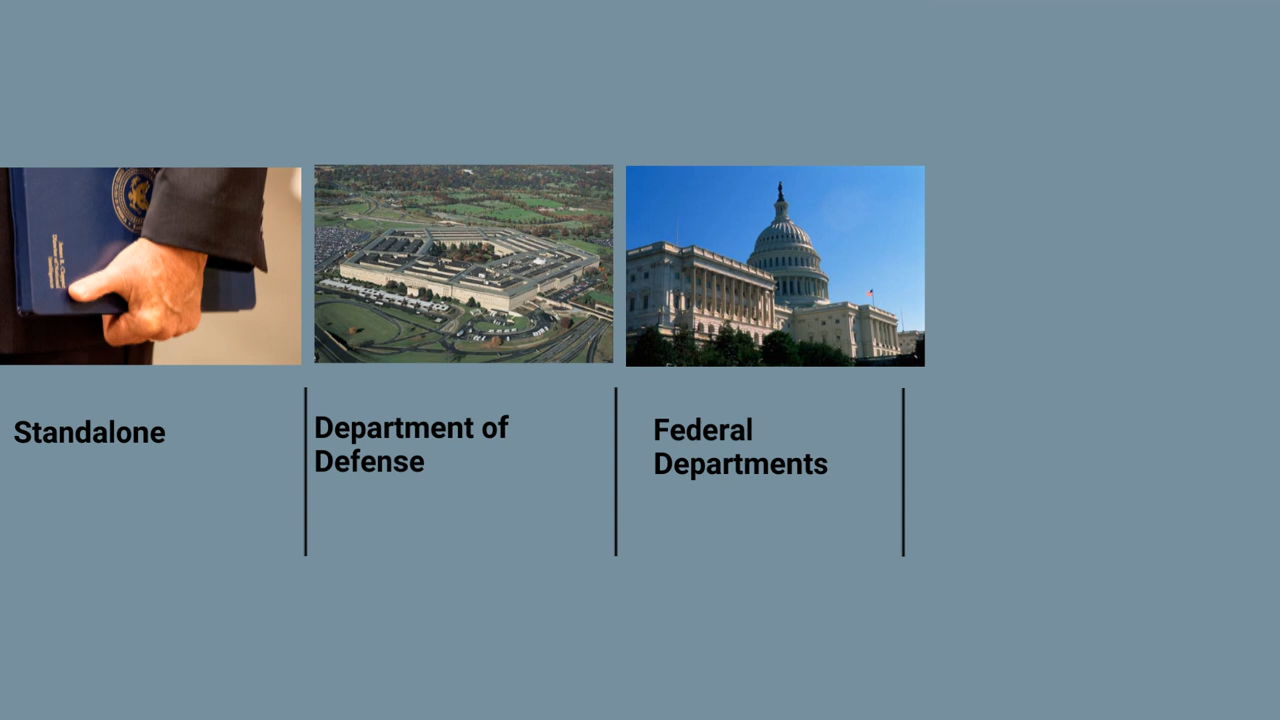 Standalone
Department of
Defense
Federal
Departments